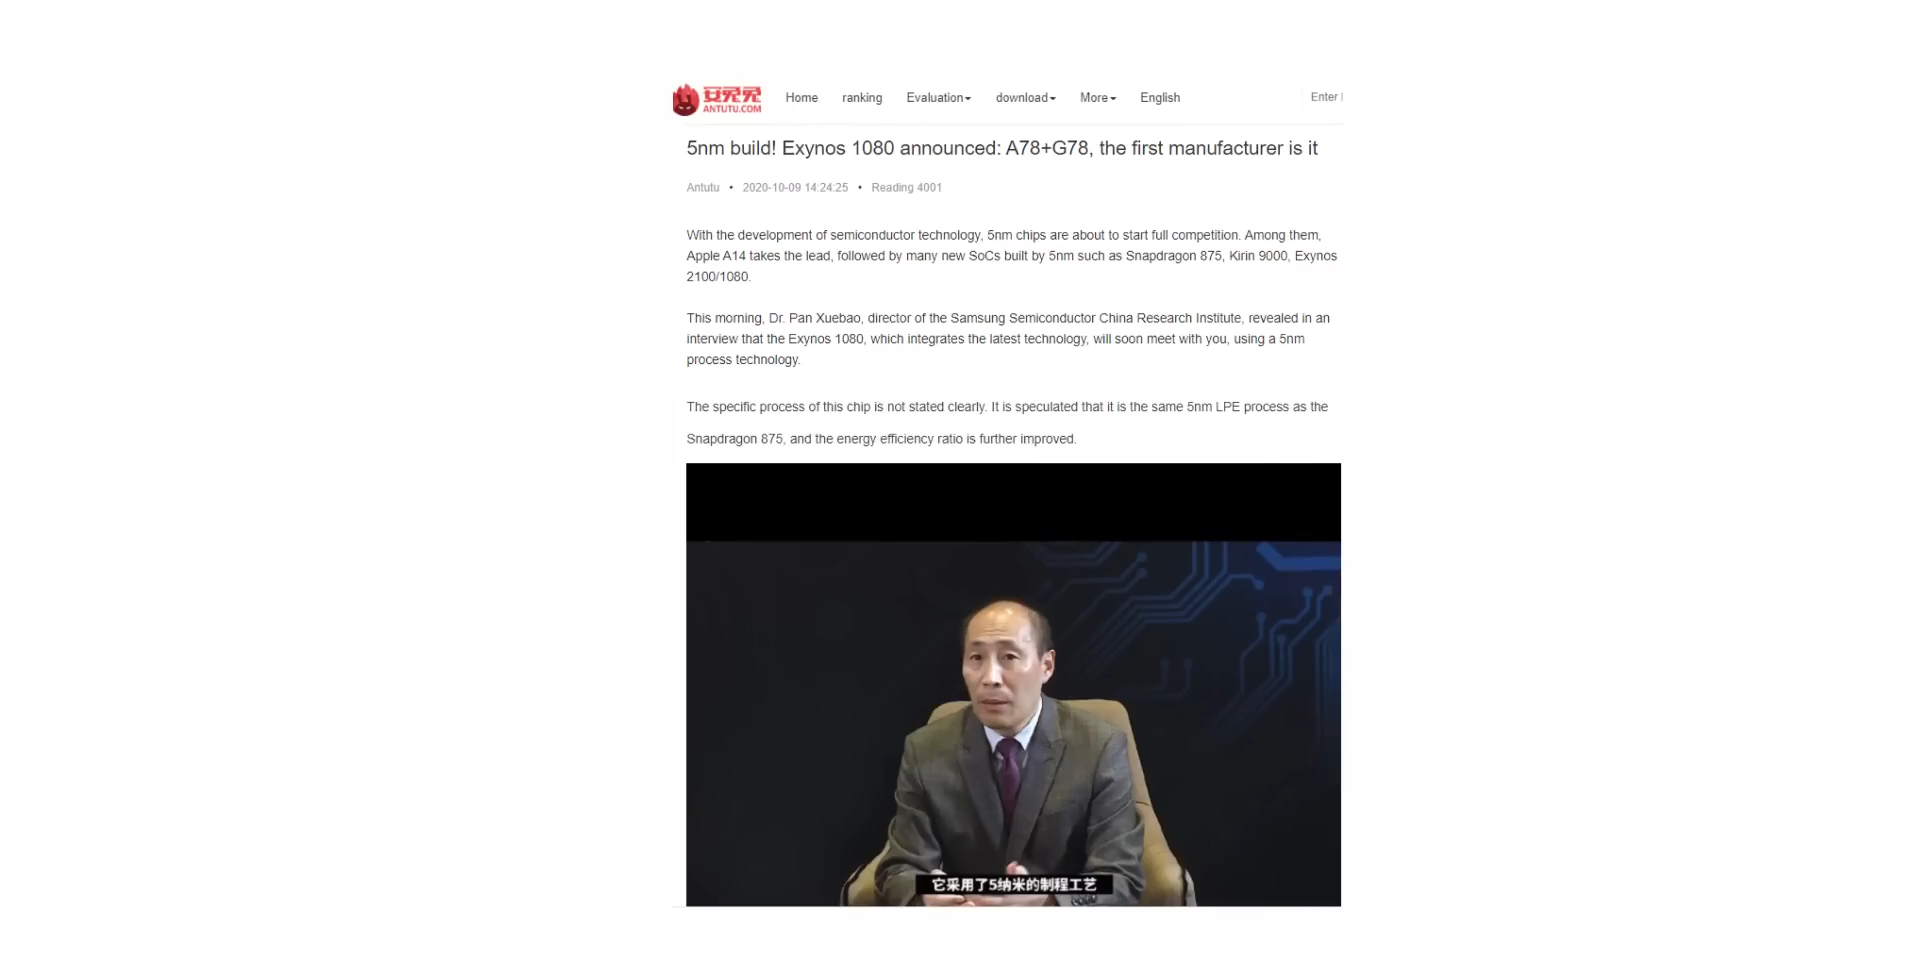 安兔兔
ANTUTU.COM
Home ranking Evaluation download More English Enter
5nm build! Exynos 1080 announced: A78+G78, the first manufacturer is it
Antutu • 2020-10-09 14:24:25 • Reading 4001
With the development of semiconductor technology, 5nm chips are about to start full competition. Among them,
Apple A14 takes the lead, followed by many new SoCs built by 5nm such as Snapdragon 875, Kirin 9000, Exynos
2100/1080.
This morning, Dr. Pan Xuebao, director of the Samsung Semiconductor China Research Institute, revealed in an
interview that the Exynos 1080, which integrates the latest technology, will soon meet with you, using a 5nm
process technology.
The specific process of this chip is not stated clearly. It is speculated that it is the same 5nm LPE process as the
Snapdragon 875, and the energy efficiency ratio is further improved.
它采用了5纳米的制程工艺